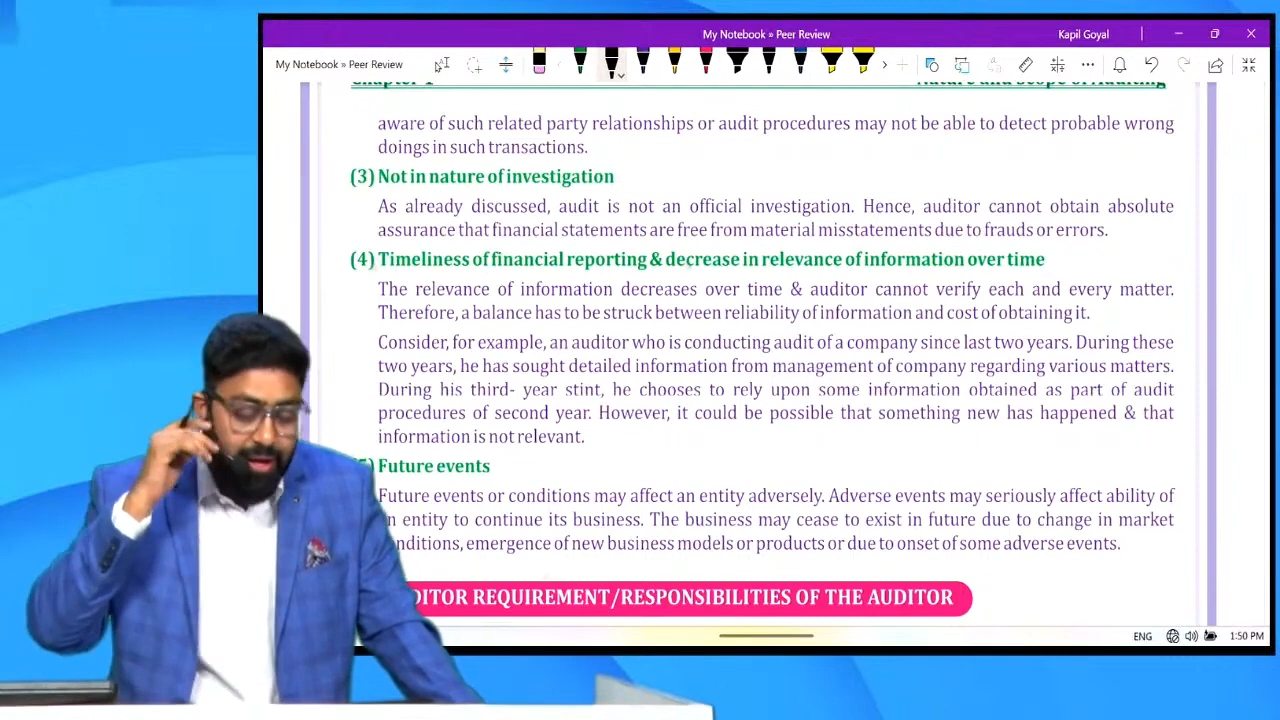 My Notebook » Peer Review
Kapil Goyal
My Notebook » Peer Review
Chapter-1 Nature and Scope of Auditing
aware of such related party relationships or audit procedures may not be able to detect probable wrong
doings in such transactions.
(3) Not in nature of investigation
As already discussed, audit is not an official investigation. Hence, auditor cannot obtain absolute
assurance that financial statements are free from material misstatements due to frauds or errors.
(4) Timeliness of financial reporting & decrease in relevance of information over time
The relevance of information decreases over time & auditor cannot verify each and every matter.
Therefore, a balance has to be struck between reliability of information and cost of obtaining it.
Consider, for example, an auditor who is conducting audit of a company since last two years. During these
two years, he has sought detailed information from management of company regarding various matters.
During his third- year stint, he chooses to rely upon some information obtained as part of audit
procedures of second year. However, it could be possible that something new has happened & that
information is not relevant.
5) Future events
Future events or conditions may affect an entity adversely. Adverse events may seriously affect ability of
n entity to continue its business. The business may cease to exist in future due to change in market
nditions, emergence of new business models or products or due to onset of some adverse events.
DITOR REQUIREMENT/RESPONSIBILITIES OF THE AUDITOR
ENG 1:50 PM